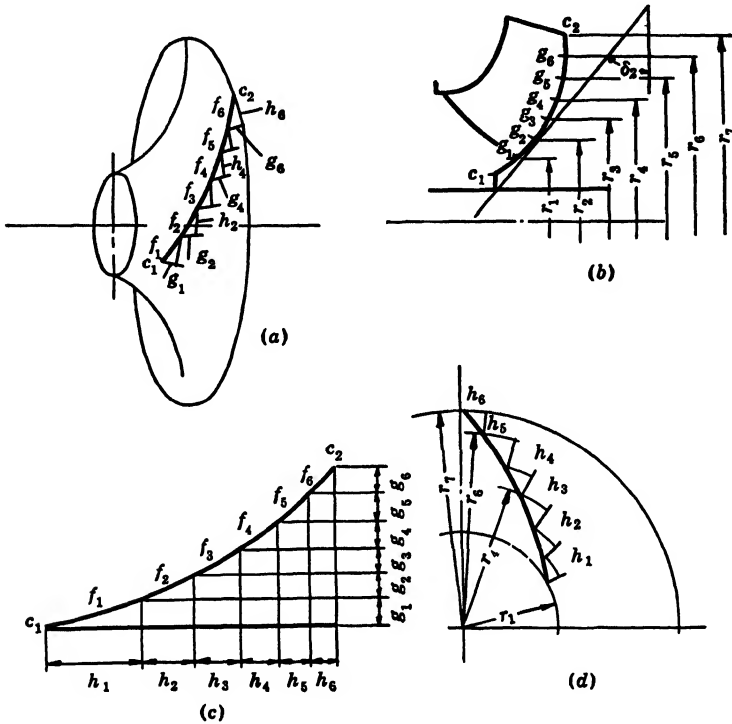 c₂
f₆
h₆
f₅
g₆
f₄
h₄
f₃
g₄
f₂
h₂
f₁
c₁
g₂
g₁
(a)
c₂
g₆
δ₂
g₅
g₄
g₃
g₂
g₁
c₁
r₁
r₂
r₃
r₄
r₅
r₆
r₇
(b)
c₂
f₆
g₆
f₅
g₅
f₄
g₄
f₃
g₃
f₂
g₂
f₁
g₁
c₁
h₁ h₂ h₃ h₄ h₅ h₆
(c)
h₆
h₅
h₄
h₃
h₂
h₁
r₇
r₆
r₁
(d)